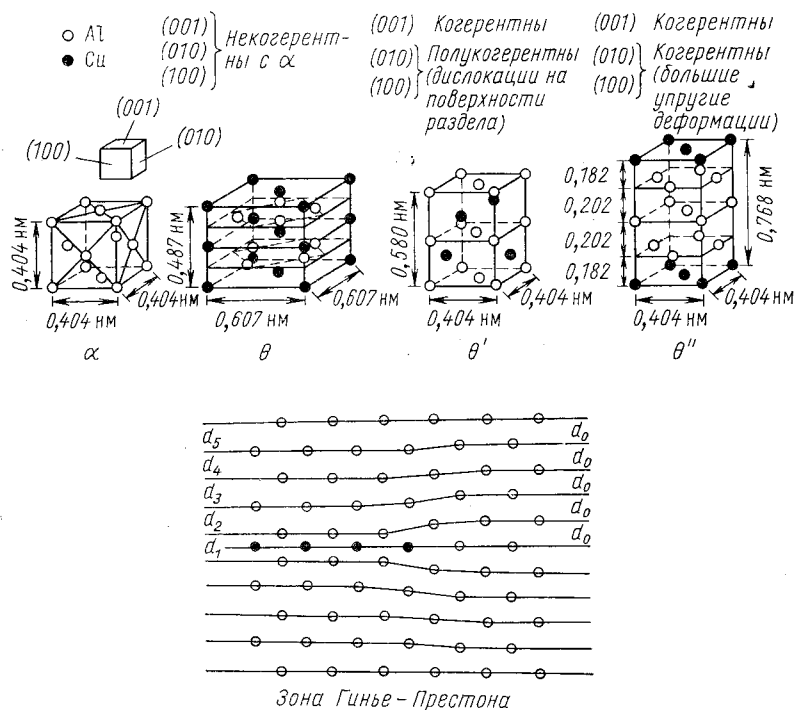 Al
Cu
(001)
(010)
(100)
Некогерент-
ны с α
(001) Когерентны
(010)
(100)
Полукогерентны
(дислокации на
поверхности
раздела)
(001) Когерентны
(010)
(100)
Когерентны
(большие
упругие
деформации)
(001)
(100)
(010)
0,404 нм
0,404 нм
0,404 нм
α
0,487 нм
0,607 нм
0,607 нм
θ
0,580 нм
0,404 нм
0,404 нм
θ'
0,182
0,202
0,202
0,182
0,768 нм
0,404 нм
0,404 нм
θ"
d5 d0
d4 d0
d3 d0
d2 d0
d1 d0
Зона Гинье-Престона